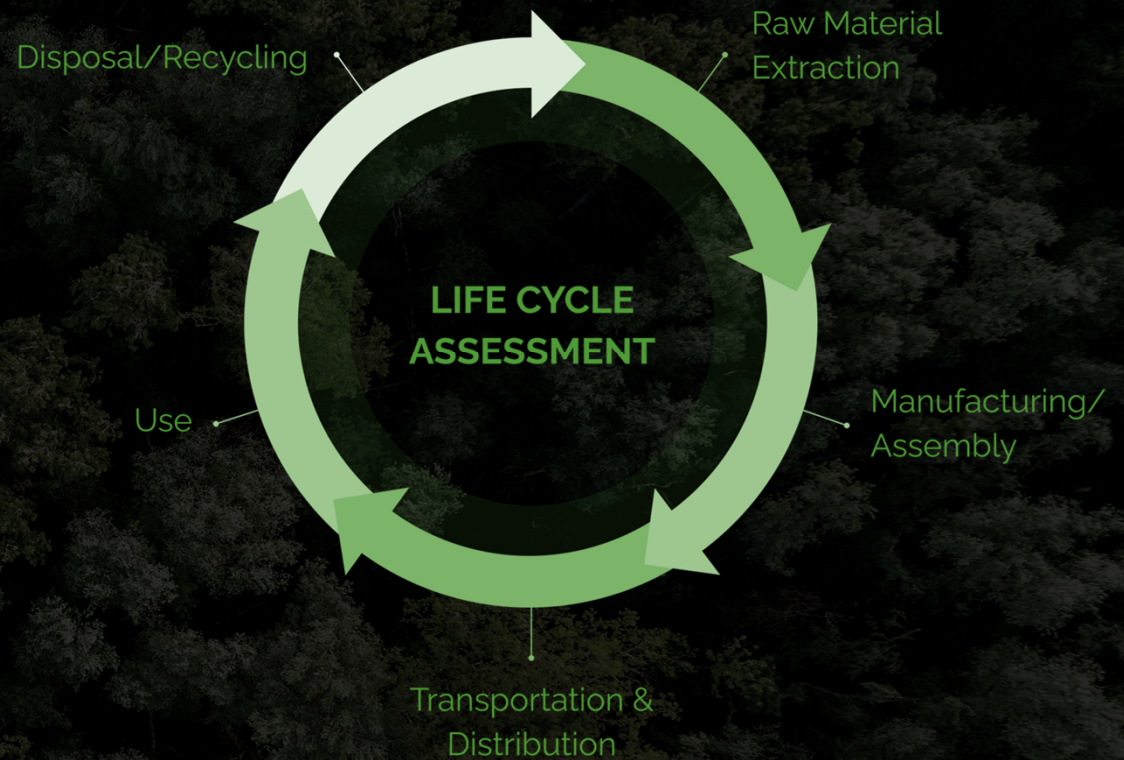 Disposal/Recycling
Raw Material
Extraction
LIFE CYCLE
ASSESSMENT
Use
Manufacturing/
Assembly
Transportation &
Distribution